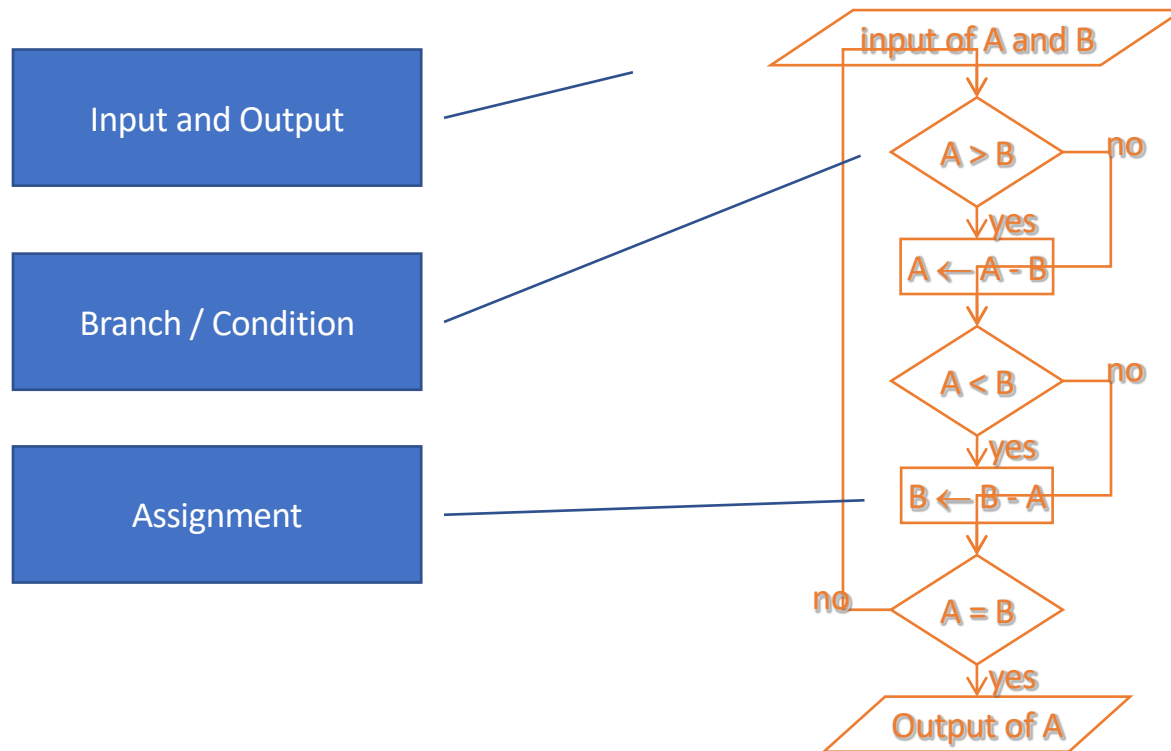 Input and Output
Branch / Condition
Assignment
input of A and B
A > B
no
yes
A ← A - B
A < B
no
yes
B ← B - A
A = B
no
yes
Output of A